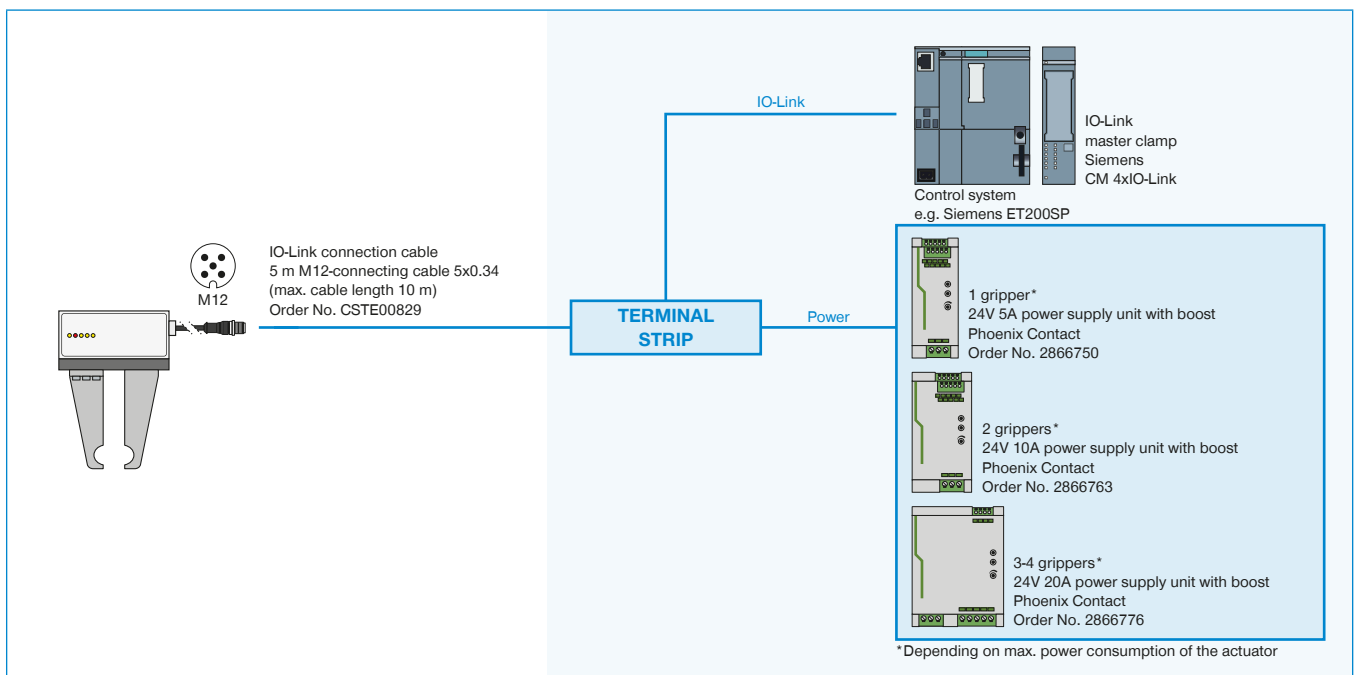 IO-Link
IO-Link
master clamp
Siemens
CM 4xIO-Link
Control system
e.g. Siemens ET200SP
M12
IO-Link connection cable
5 m M12-connecting cable 5x0.34
(max. cable length 10 m)
Order No. CSTE00829
TERMINAL
STRIP
Power
1 gripper*
24V 5A power supply unit with boost
Phoenix Contact
Order No. 2866750
2 grippers*
24V 10A power supply unit with boost
Phoenix Contact
Order No. 2866763
3-4 grippers*
24V 20A power supply unit with boost
Phoenix Contact
Order No. 2866776
*Depending on max. power consumption of the actuator